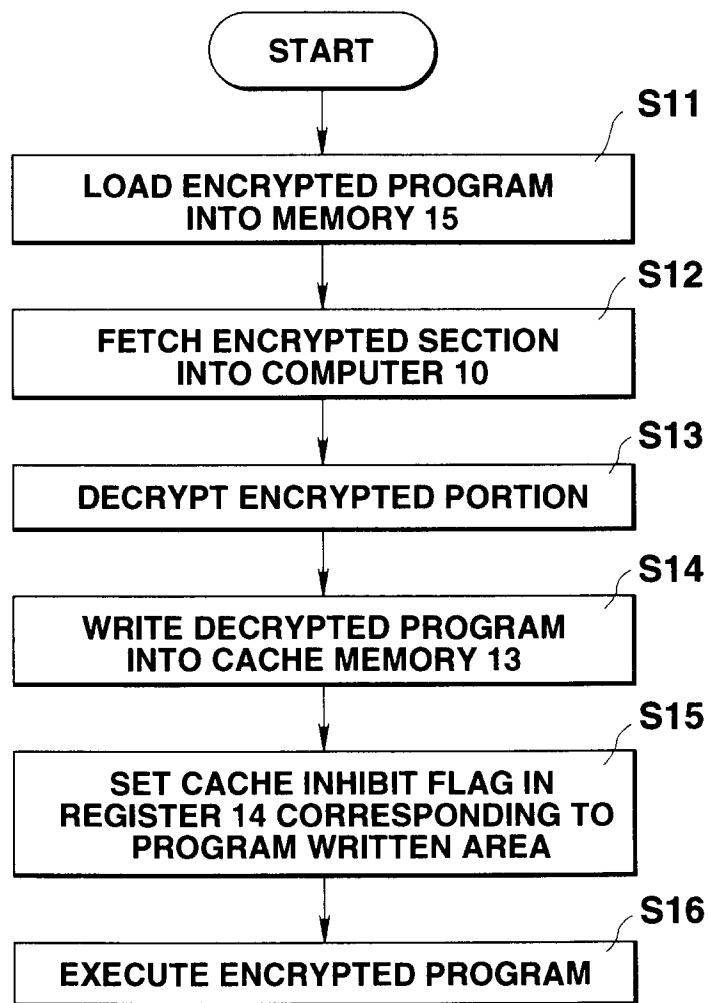 START
S11
LOAD ENCRYPTED PROGRAM
INTO MEMORY 15
S12
FETCH ENCRYPTED SECTION
INTO COMPUTER 10
S13
DECRYPT ENCRYPTED PORTION
S14
WRITE DECRYPTED PROGRAM
INTO CACHE MEMORY 13
S15
SET CACHE INHIBIT FLAG IN
REGISTER 14 CORRESPONDING TO
PROGRAM WRITTEN AREA
S16
EXECUTE ENCRYPTED PROGRAM